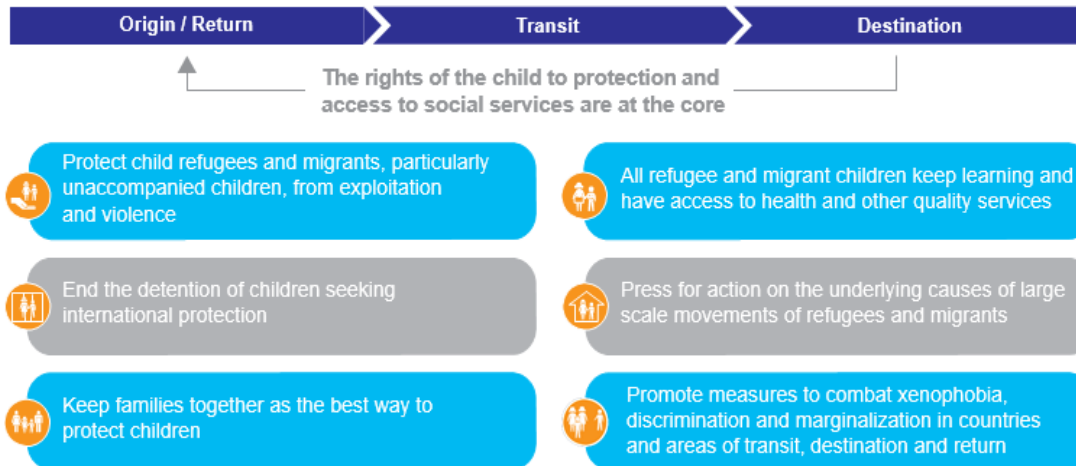 Origin / Return
Transit
Destination
The rights of the child to protection and
access to social services are at the core
Protect child refugees and migrants, particularly
unaccompanied children, from exploitation
and violence
All refugee and migrant children keep learning and
have access to health and other quality services
End the detention of children seeking
international protection
Press for action on the underlying causes of large
scale movements of refugees and migrants
Keep families together as the best way to
protect children
Promote measures to combat xenophobia,
discrimination and marginalization in countries
and areas of transit, destination and return